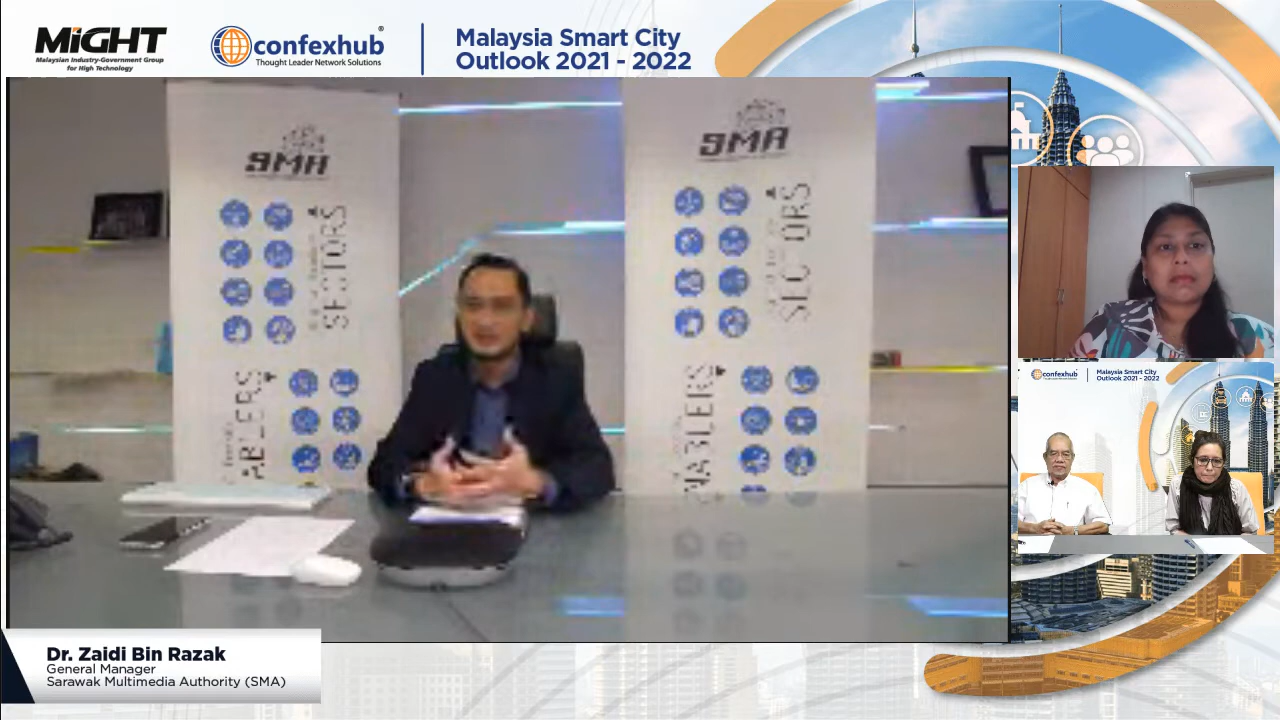 MiGHT
Malaysian Industry-Government Group
for High Technology
confexhub®
Thought Leader Network Solutions
Malaysia Smart City
Outlook 2021 - 2022
SMA
SECTORS
ABLERS
SMA
SECTORS
NABLERS
confexhub
Malaysia Smart City
Outlook 2021 - 2022
Dr. Zaidi Bin Razak
General Manager
Sarawak Multimedia Authority (SMA)